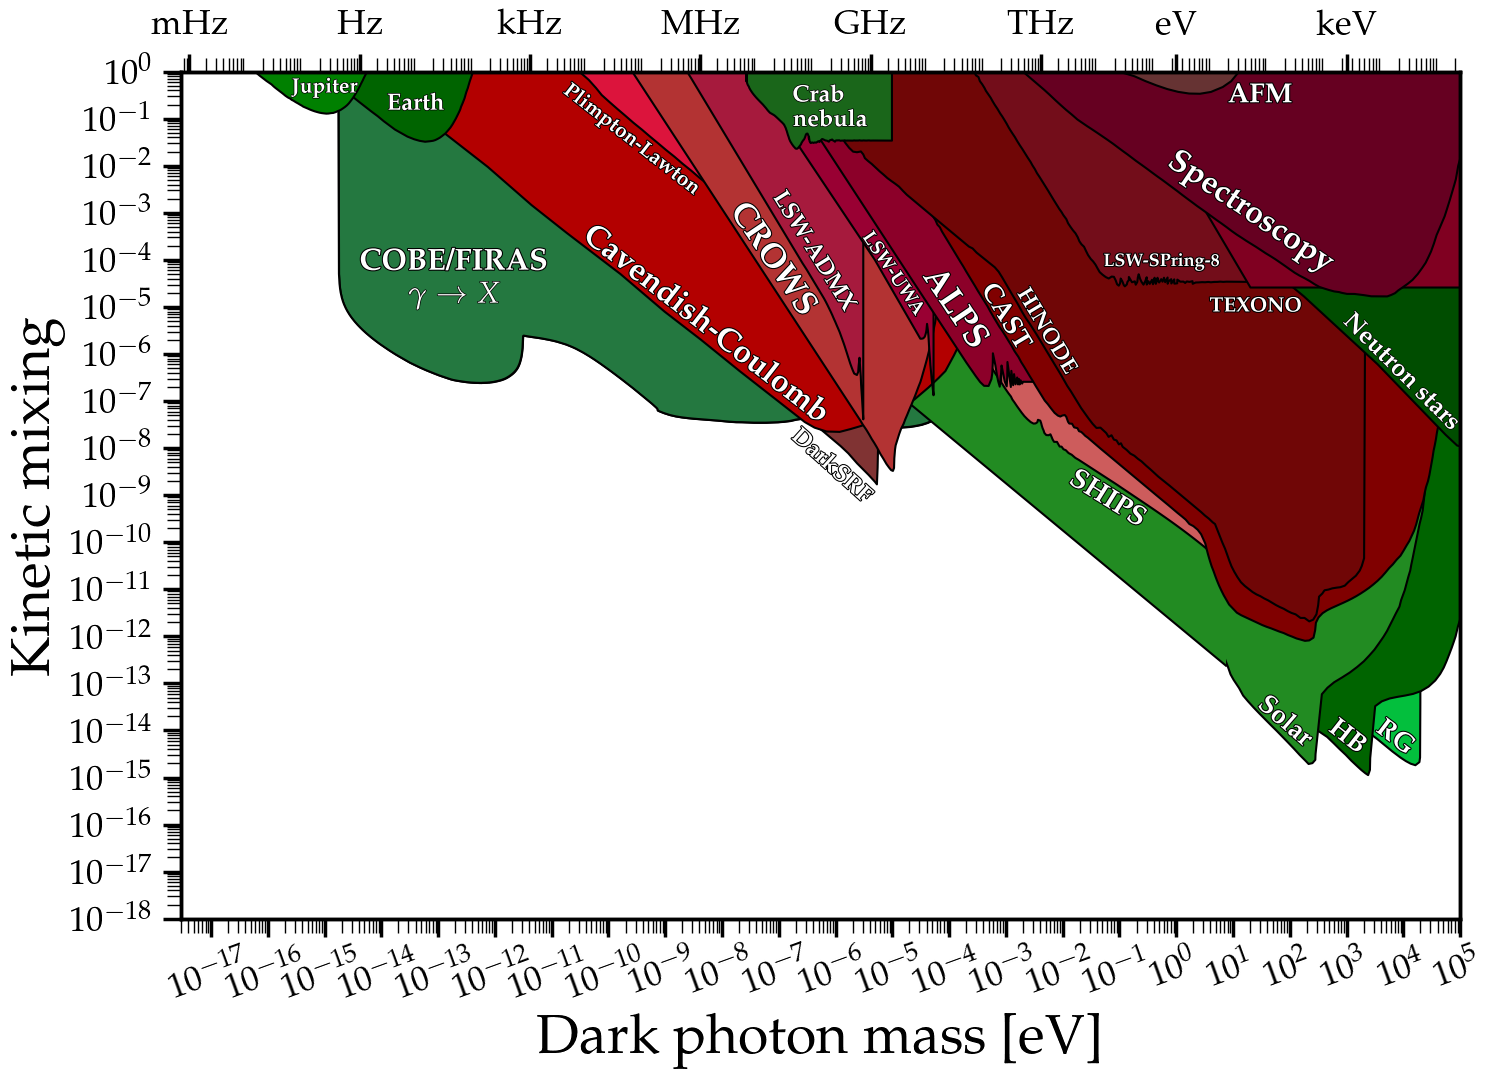 mHz Hz kHz MHz GHz THz eV keV
Kinetic mixing
10^0
10^−1
10^−2
10^−3
10^−4
10^−5
10^−6
10^−7
10^−8
10^−9
10^−10
10^−11
10^−12
10^−13
10^−14
10^−15
10^−16
10^−17
10^−18
Jupiter
Earth
COBE/FIRAS
γ → X
Plimpton-Lawton
Cavendish-Coulomb
CROWS
DarkSRF
Crab
nebula
LSW-ADMX
LSW-UWA
ALPS
CAST
HINODE
SHIPS
LSW-SPring-8
Spectroscopy
AFM
TEXONO
Neutron stars
Solar
HB
RG
10^−17 10^−16 10^−15 10^−14 10^−13 10^−12 10^−11 10^−10 10^−9 10^−8 10^−7 10^−6 10^−5 10^−4 10^−3 10^−2 10^−1 10^0 10^1 10^2 10^3 10^4 10^5
Dark photon mass [eV]